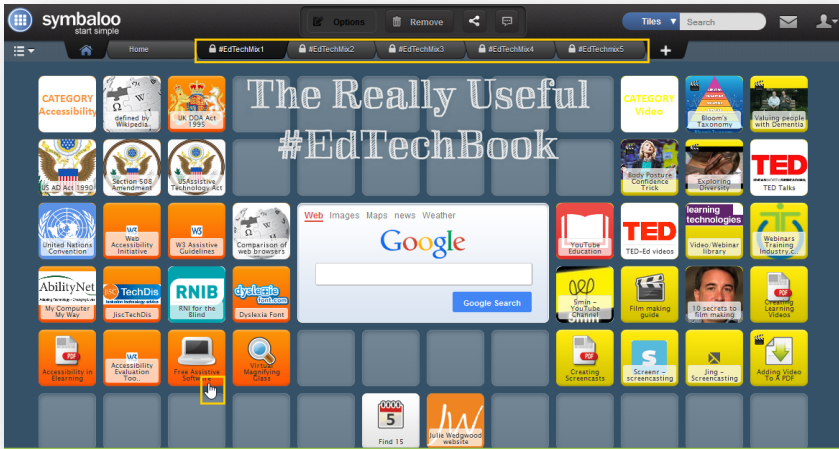 symbaloo
start simple
Options
Remove
Tiles
Search
Home
#EdTechMix1
#EdTechMix2
#EdTechMix3
#EdTechMix4
#EdTechmix5
The Really Useful
#EdTechBook
CATEGORY
Accessibility
defined by
Wikipedia
UK DDA Act
1995
CATEGORY
Video
Bloom's
Taxonomy
Valuing people
with Dementia
US AD Act 1990
Section 508
Amendment
USAssistive
Technology Act
Body Posture
Confidence
Trick
Exploring
Diversity
TED
TED Talks
United Nations
Convention
Web
Accessibility
Initiative
W3 Assistive
Guidelines
Comparison of
web browsers
Web Images Maps news Weather
Google
Google Search
YouTube
Education
TED
TED-Ed videos
learning
technologies
Video/Webinar
library
Webinars
Training
Industry.c..
AbilityNet
My Computer
My Way
TechDis
JiscTechDis
RNIB
RNI for the
Blind
dyslexie
font.com
Dyslexia Font
Smin -
YouTube
Channel
Film making
guide
10 secrets to
film making
Creating
Learning
Videos
PDF
Accessibility in
Elearning
Accessibility
Evaluation
Too..
Free Assistive
Software
Virtual
Magnifying
Glass
PDF
Creating
Screencasts
S
Screenr -
screencasting
Jing -
Screencasting
Adding Video
To A PDF
5
Find 15
JW
Julie Wedgwood
website